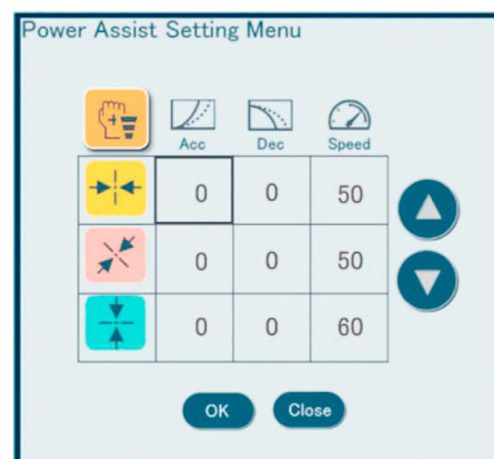 Power Assist Setting Menu
Acc Dec Speed
0 0 50
0 0 50
0 0 60
OK Close